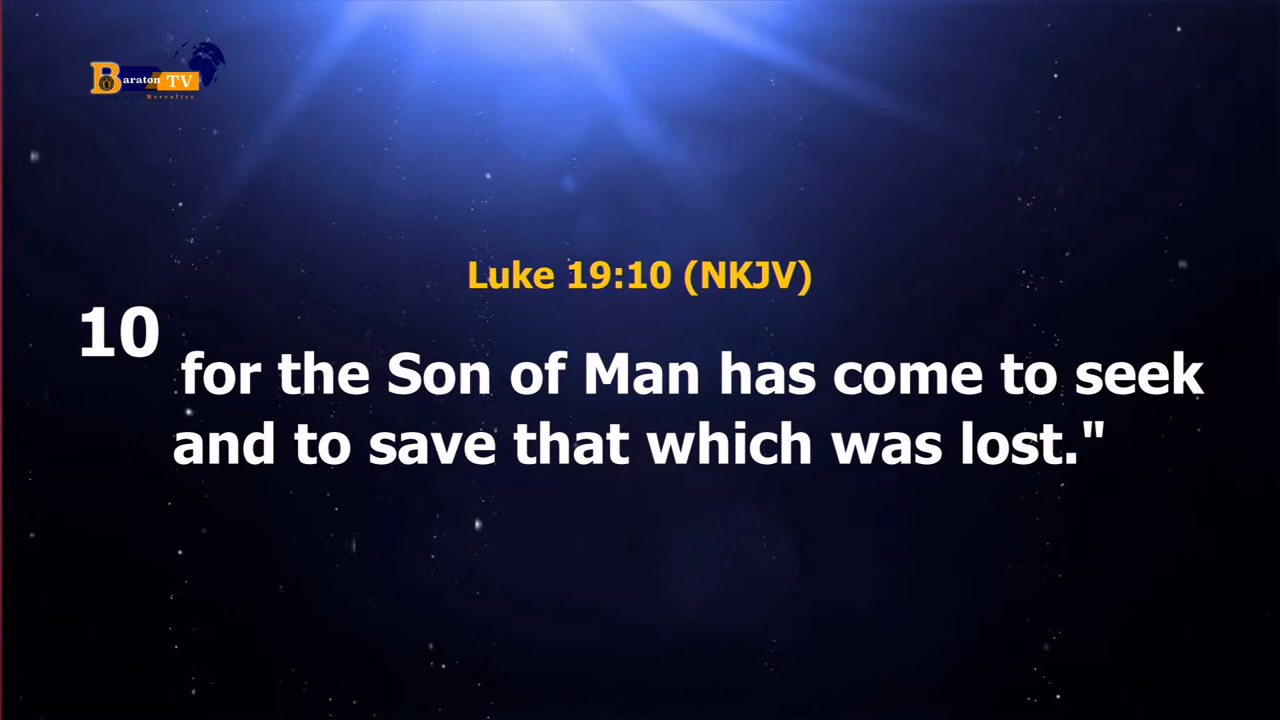 Baraton TV
Hereafter
Luke 19:10 (NKJV)
10 for the Son of Man has come to seek
and to save that which was lost."